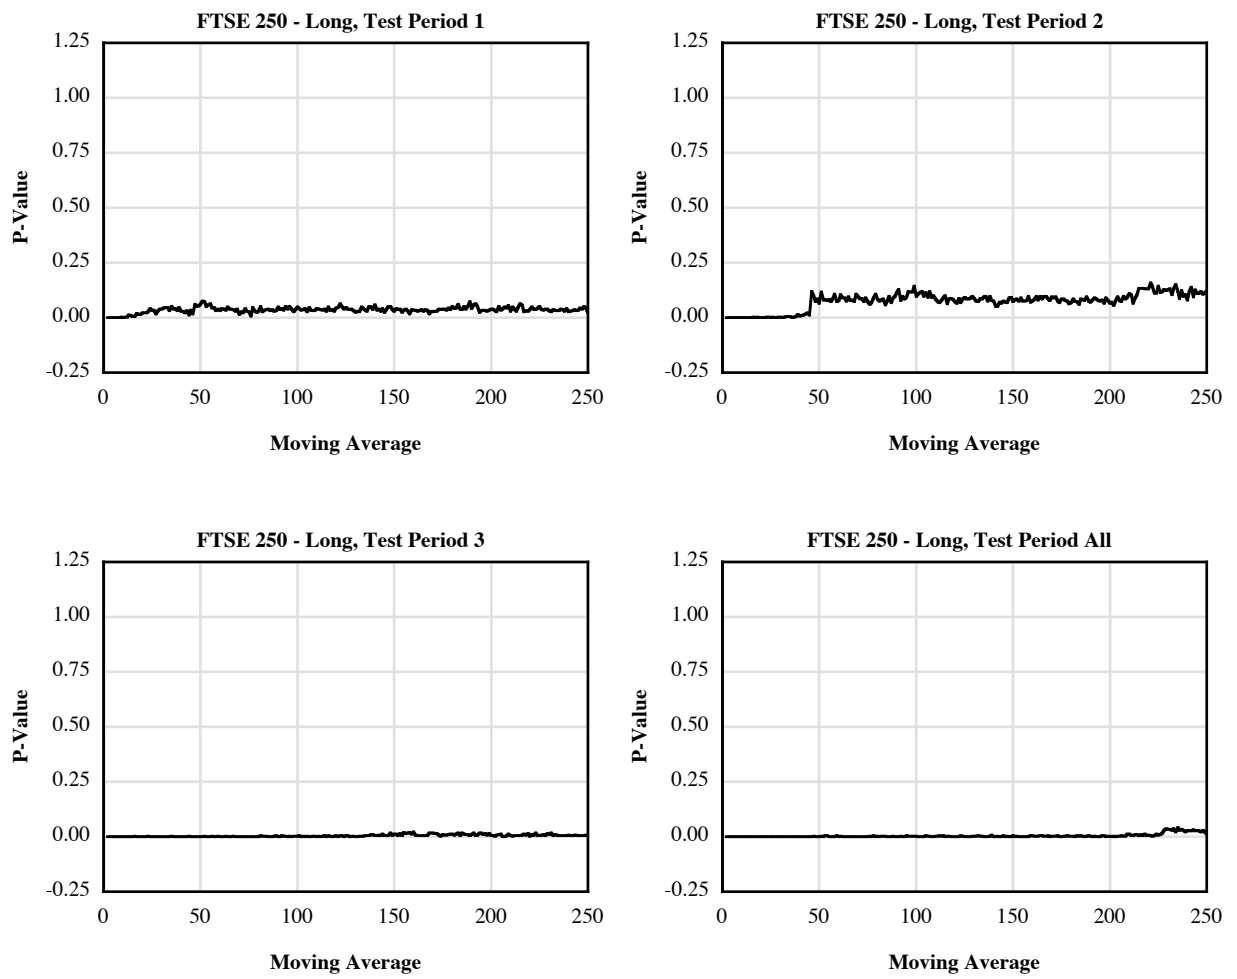 FTSE 250 - Long, Test Period 1
1.25
1.00
0.75
0.50
0.25
0.00
-0.25
P-Value
0 50 100 150 200 250
Moving Average
FTSE 250 - Long, Test Period 2
1.25
1.00
0.75
0.50
0.25
0.00
-0.25
P-Value
0 50 100 150 200 250
Moving Average
FTSE 250 - Long, Test Period 3
1.25
1.00
0.75
0.50
0.25
0.00
-0.25
P-Value
0 50 100 150 200 250
Moving Average
FTSE 250 - Long, Test Period All
1.25
1.00
0.75
0.50
0.25
0.00
-0.25
P-Value
0 50 100 150 200 250
Moving Average